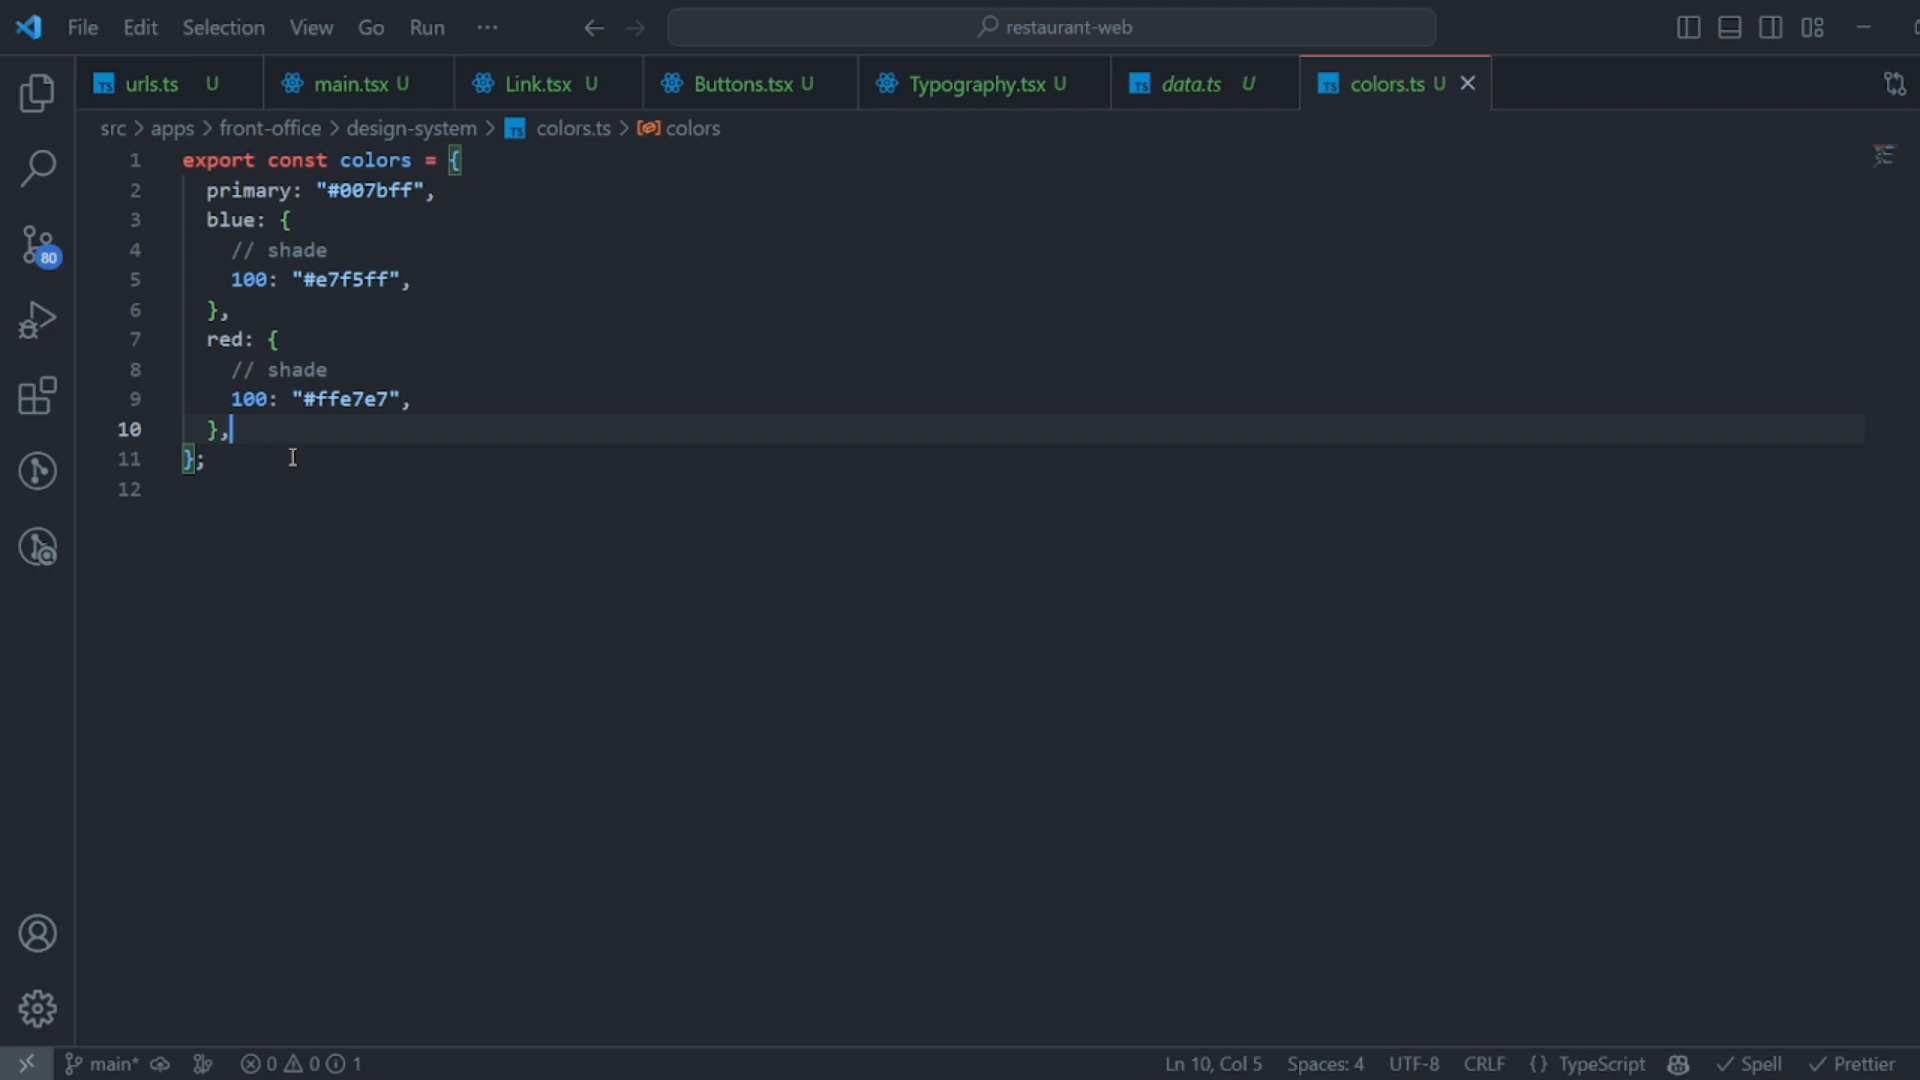 File Edit Selection View Go Run ··· restaurant-web
urls.ts U main.tsx U Link.tsx U Buttons.tsx U Typography.tsx U data.ts U colors.ts U
src > apps > front-office > design-system > TS colors.ts > colors
1 export const colors = {
2 primary: "#007bff",
3 blue: {
4 // shade
5 100: "#e7f5ff",
6 },
7 red: {
8 // shade
9 100: "#ffe7e7",
10 },
11 };
12
80
main* 0 0 1 Ln 10, Col 5 Spaces: 4 UTF-8 CRLF {} TypeScript Spell Prettier